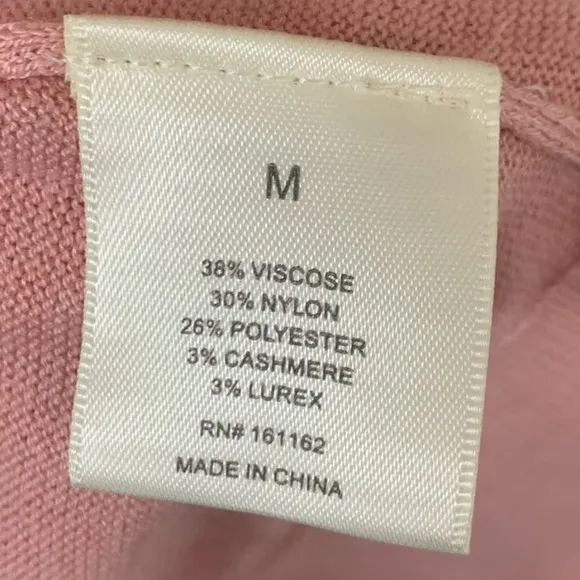 M
38% VISCOSE
30% NYLON
26% POLYESTER
3% CASHMERE
3% LUREX
RN# 161162
MADE IN CHINA